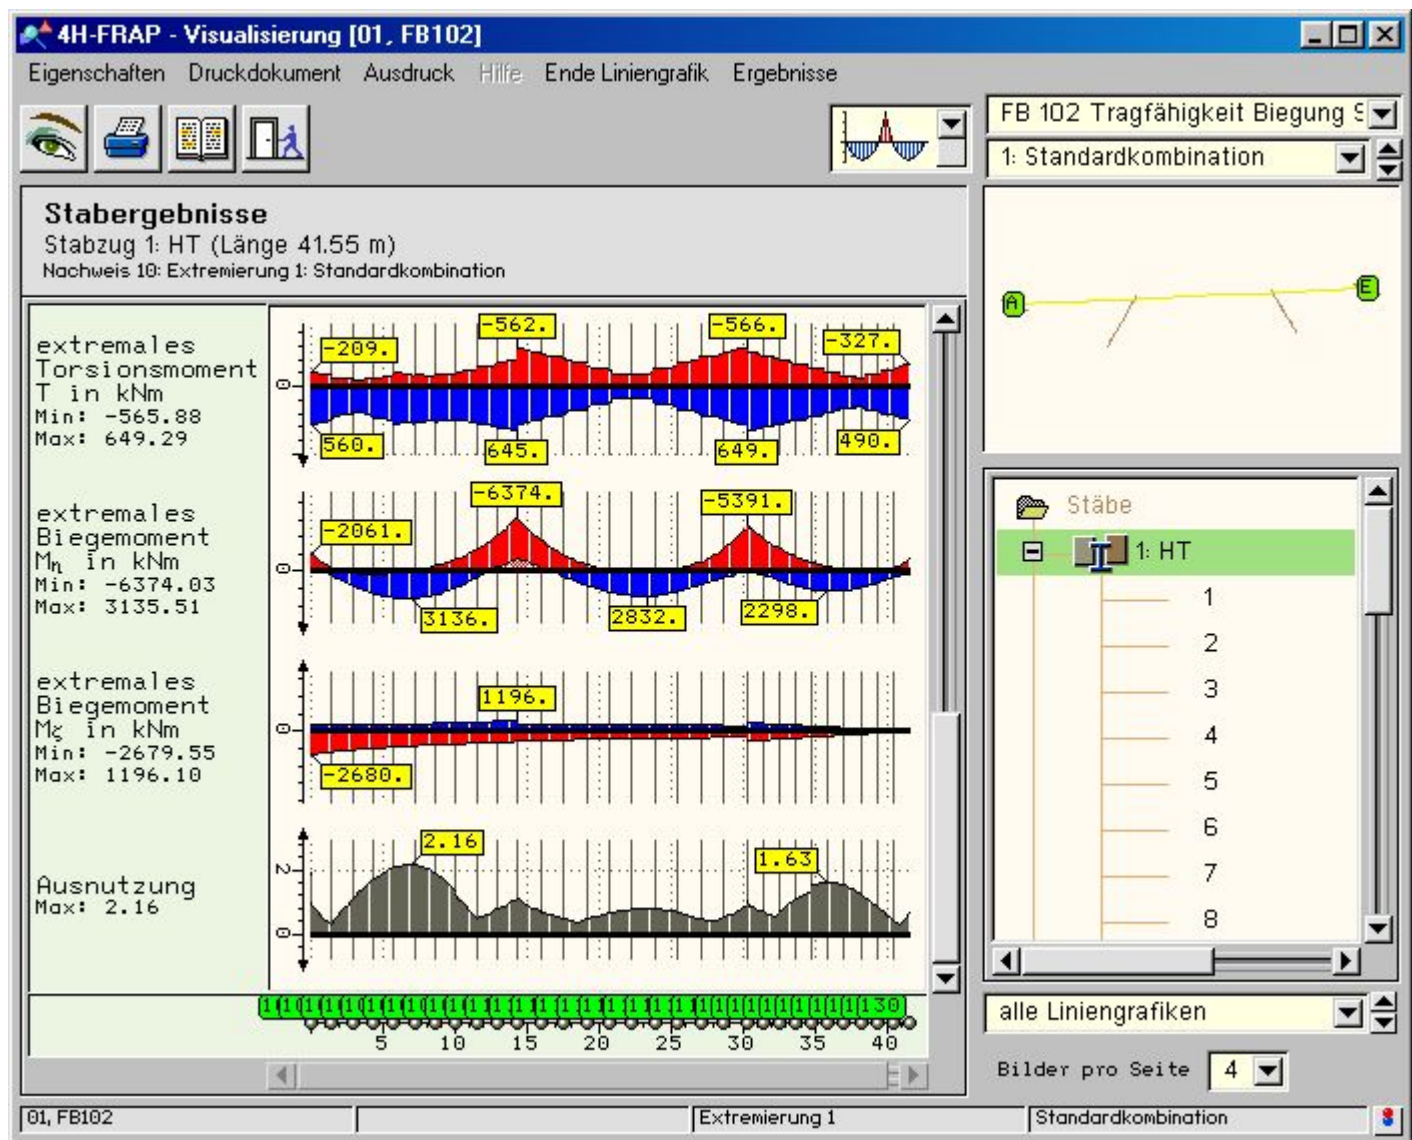 4H-FRAP - Visualisierung [01, FB102]
Eigenschaften Druckdokument Ausdruck Hilfe Ende Liniengrafik Ergebnisse
FB 102 Tragfähigkeit Biegung S
1: Standardkombination
Stabergebnisse
Stabzug 1: HT (Länge 41.55 m)
Nachweis 10: Extremierung 1: Standardkombination
A
E
extremales
Torsionsmoment
T in kNm
Min: -565.88
Max: 649.29
0
-209.
-562.
-566.
-327.
560.
645.
649.
490.
extremales
Biegemoment
Mη in kNm
Min: -6374.03
Max: 3135.51
0
-2061.
-6374.
-5391.
3136.
2832.
2298.
extremales
Biegemoment
Mζ in kNm
Min: -2679.55
Max: 1196.10
0
1196.
-2680.
Ausnutzung
Max: 2.16
2
0
2.16
1.63
130
5 10 15 20 25 30 35 40
Stäbe
1: HT
1
2
3
4
5
6
7
8
alle Liniengrafiken
Bilder pro Seite 4
01, FB102
Extremierung 1
Standardkombination